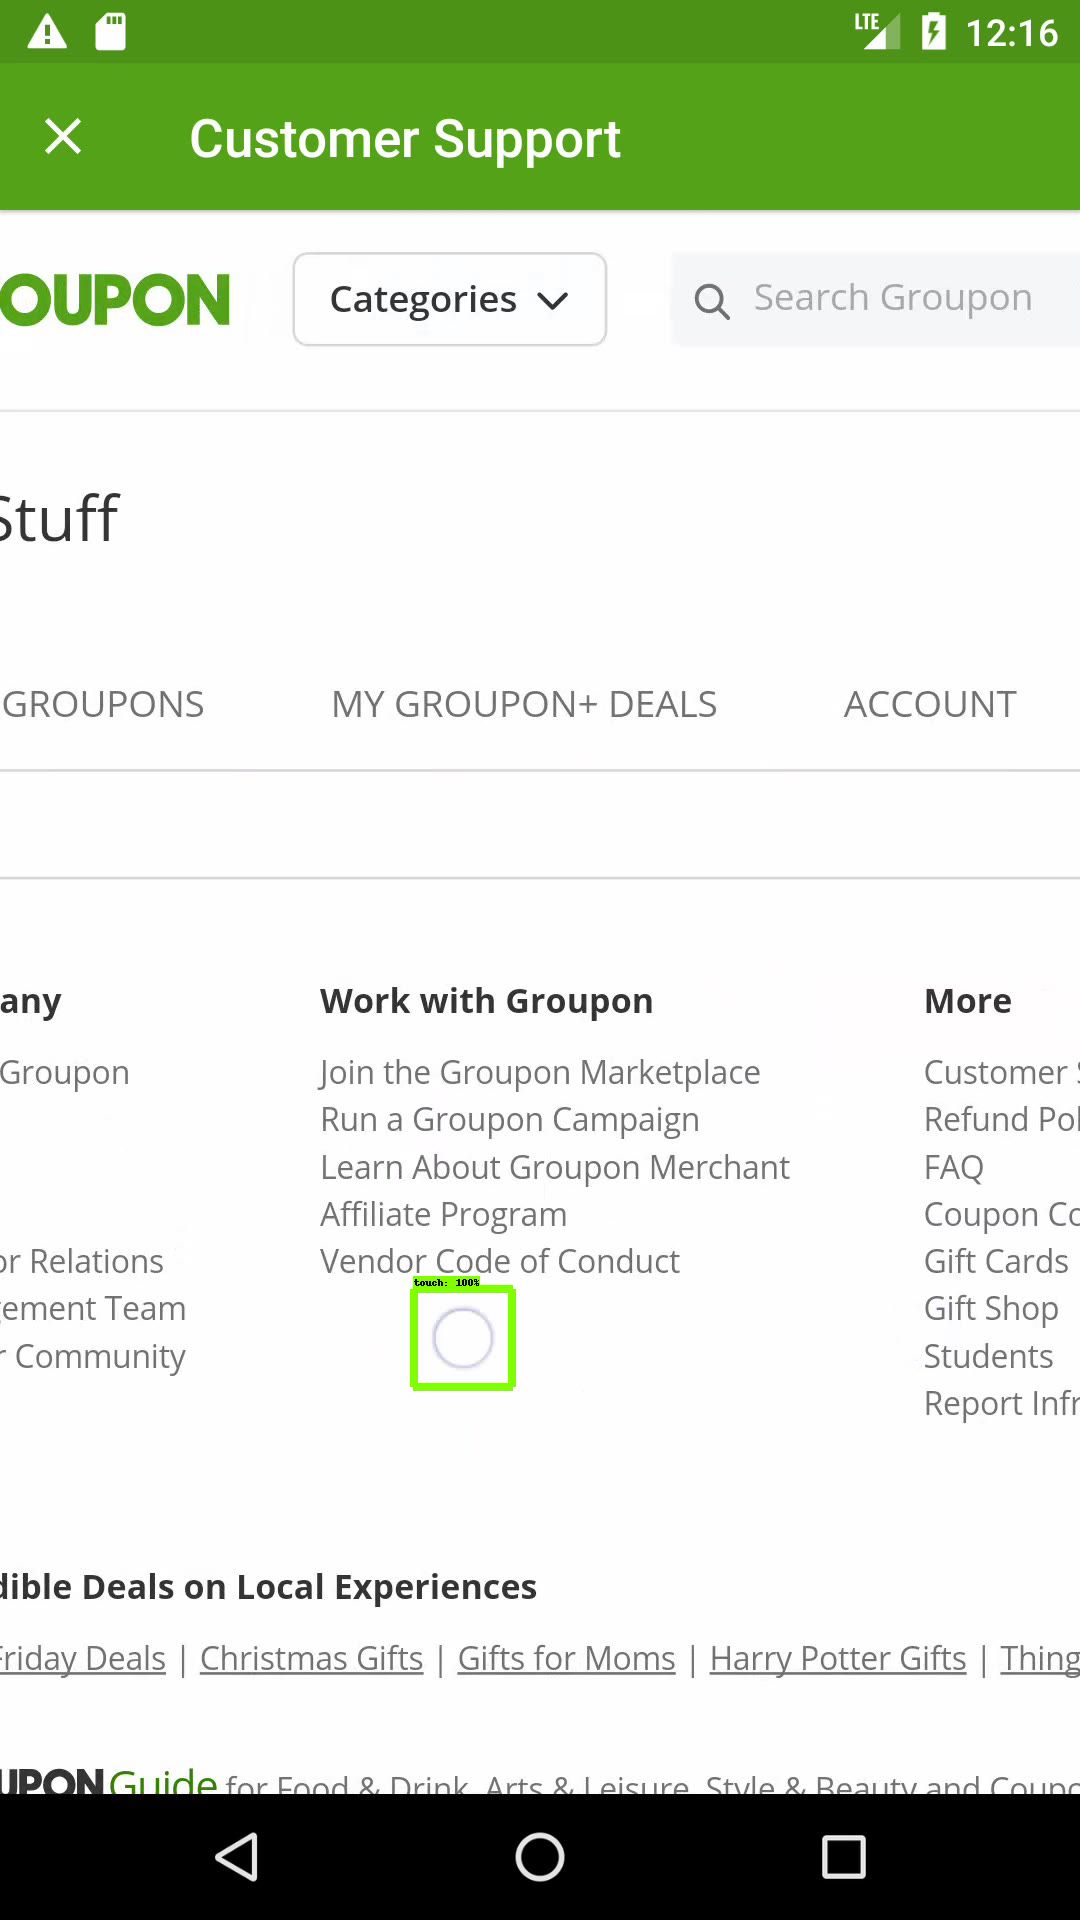 LTE 12:16
Customer Support
OUPON Categories Search Groupon
Stuff
GROUPONS MY GROUPON+ DEALS ACCOUNT
any
Groupon
or Relations
gement Team
r Community
Work with Groupon
Join the Groupon Marketplace
Run a Groupon Campaign
Learn About Groupon Merchant
Affiliate Program
Vendor Code of Conduct
touch: 100%
More
Customer S
Refund Pol
FAQ
Coupon Co
Gift Cards
Gift Shop
Students
Report Infr
dible Deals on Local Experiences
Friday Deals | Christmas Gifts | Gifts for Moms | Harry Potter Gifts | Thing
UPON Guide for Food & Drink, Arts & Leisure, Style & Beauty and Coupo